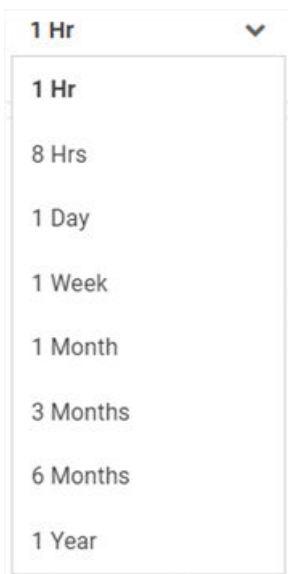 1 Hr
1 Hr
8 Hrs
1 Day
1 Week
1 Month
3 Months
6 Months
1 Year